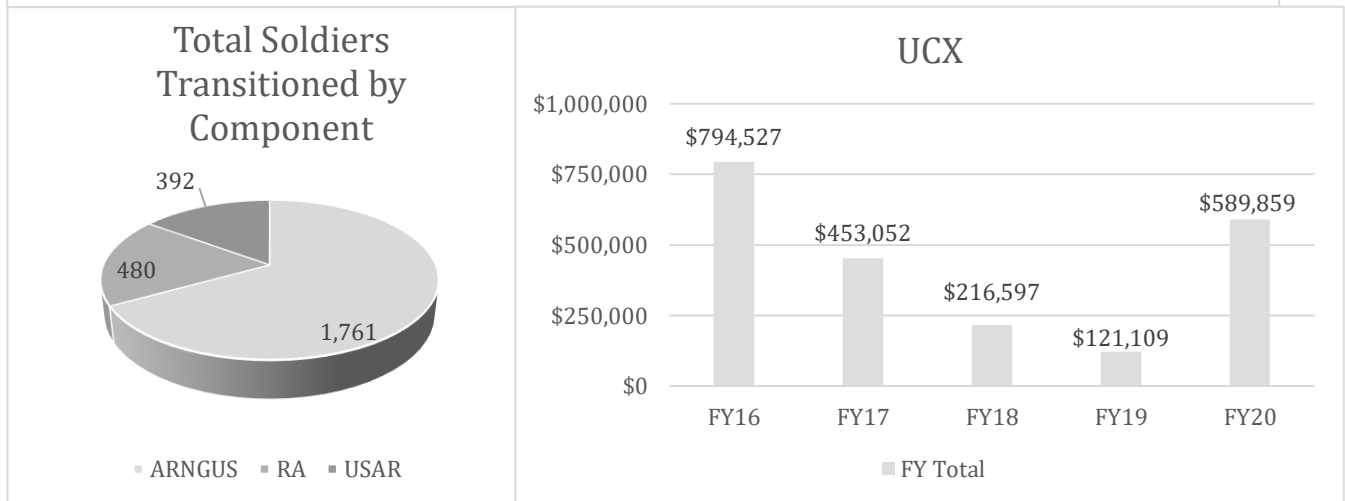 Total Soldiers
Transitioned by
Component
392
480
1,761
ARNGUS RA USAR
UCX
$1,000,000
$794,527
$750,000
$589,859
$500,000
$453,052
$250,000
$216,597
$121,109
$0
FY16 FY17 FY18 FY19 FY20
FY Total